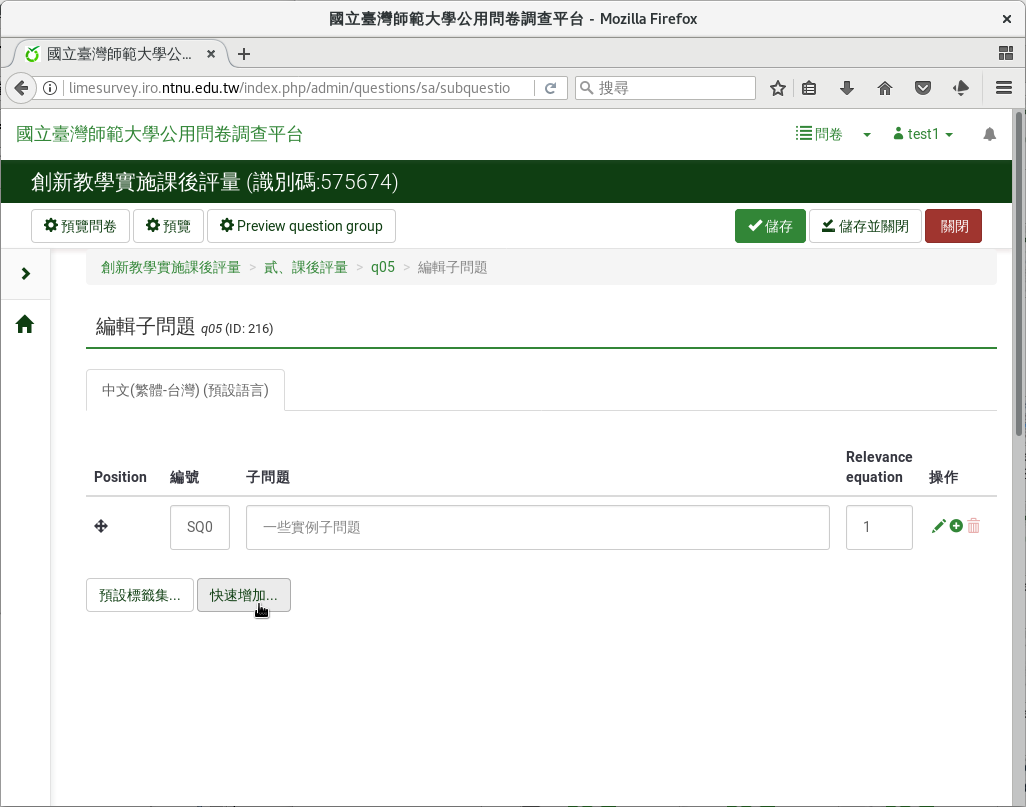 國立臺灣師範大學公用問卷調查平台 - Mozilla Firefox
國立臺灣師範大學公...
limesurvey.iro.ntnu.edu.tw/index.php/admin/questions/sa/subquestio
搜尋
國立臺灣師範大學公用問卷調查平台
問卷
test1
創新教學實施課後評量 (識別碼:575674)
預覽問卷
預覽
Preview question group
儲存
儲存並關閉
關閉
創新教學實施課後評量 > 貳、課後評量 > q05 > 編輯子問題
編輯子問題 q05 (ID: 216)
中文(繁體-台灣) (預設語言)
Position 編號 子問題 Relevance equation 操作
SQ0 一些實例子問題 1
預設標籤集...
快速增加...